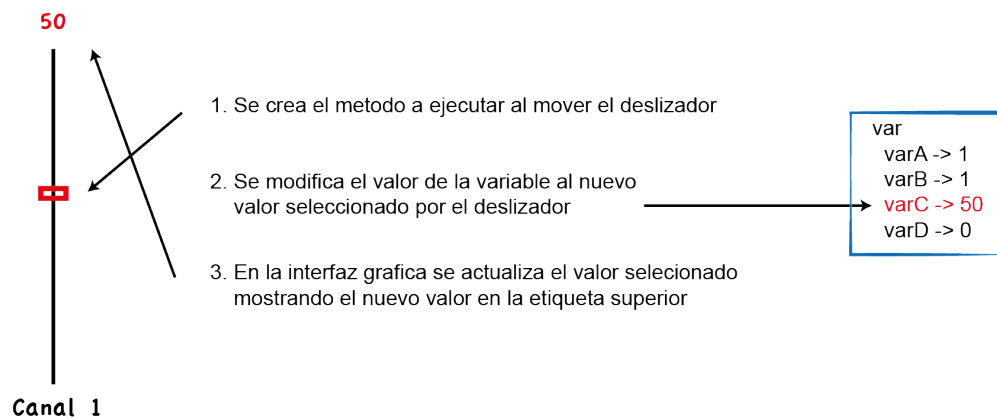 50
1. Se crea el metodo a ejecutar al mover el deslizador
2. Se modifica el valor de la variable al nuevo
valor seleccionado por el deslizador
3. En la interfaz grafica se actualiza el valor selecionado
mostrando el nuevo valor en la etiqueta superior
var
varA -> 1
varB -> 1
varC -> 50
varD -> 0
Canal 1